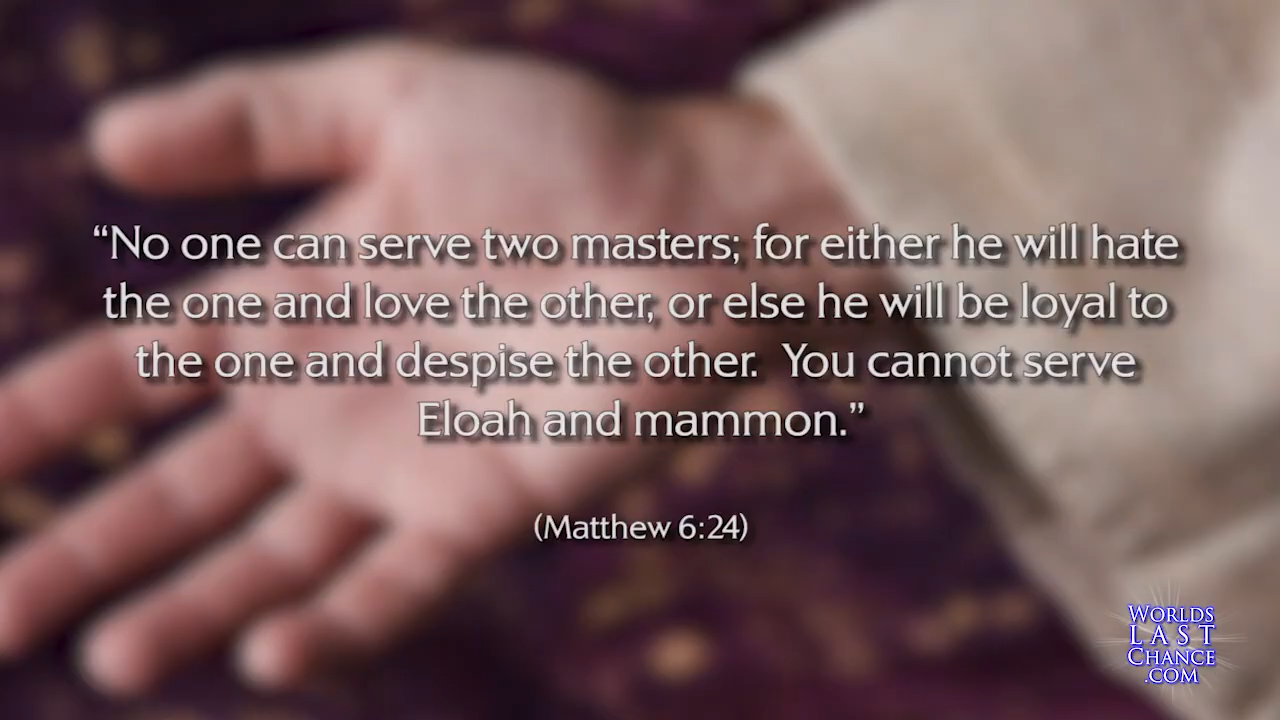 “No one can serve two masters; for either he will hate
the one and love the other, or else he will be loyal to
the one and despise the other.  You cannot serve
Eloah and mammon.”
(Matthew 6:24)
WORLDS
LAST
CHANCE
.COM